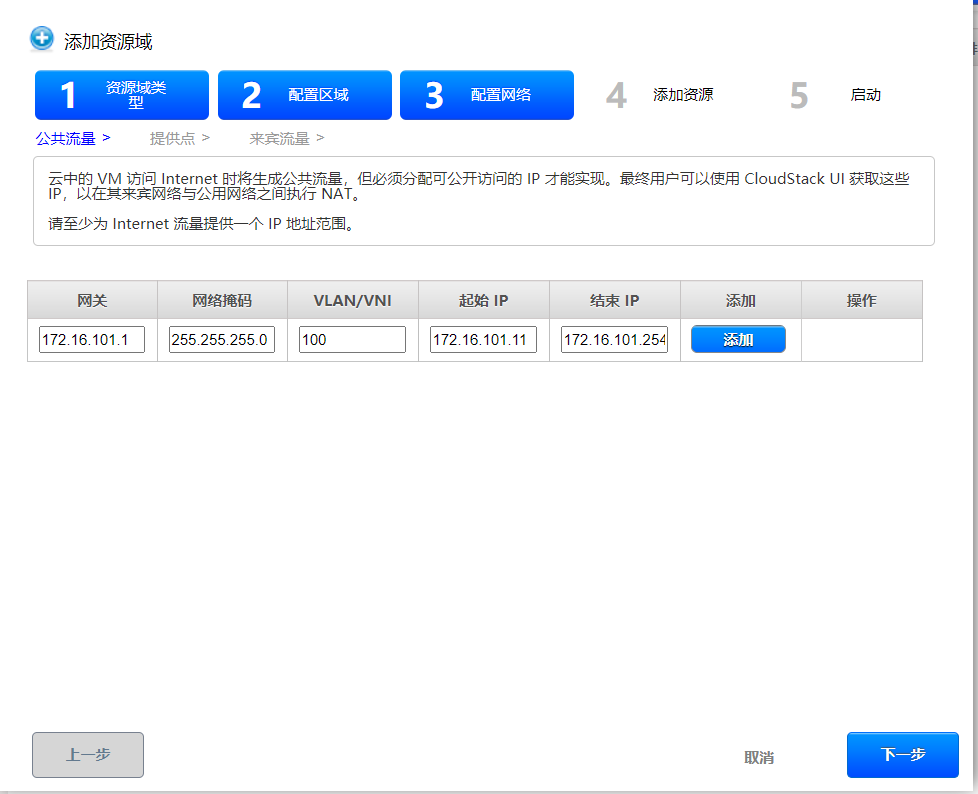 添加资源域
1 资源域类型 2 配置区域 3 配置网络 4 添加资源 5 启动
公共流量 > 提供点 > 来宾流量 >
云中的 VM 访问 Internet 时将生成公共流量，但必须分配可公开访问的 IP 才能实现。最终用户可以使用 CloudStack UI 获取这些
IP，以在其来宾网络与公用网络之间执行 NAT。
请至少为 Internet 流量提供一个 IP 地址范围。
网关 网络掩码 VLAN/VNI 起始 IP 结束 IP 添加 操作
172.16.101.1 255.255.255.0 100 172.16.101.11 172.16.101.254 添加
上一步 取消 下一步